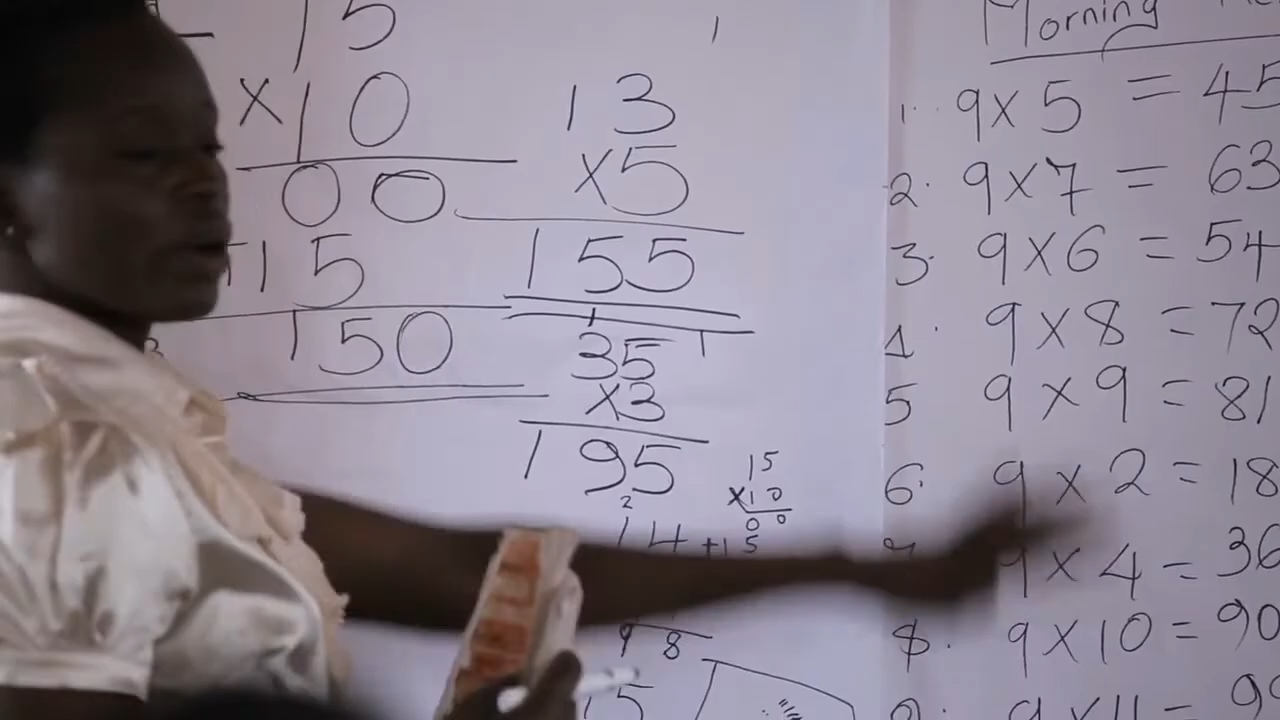 15
×10
00
+15
150
13
×5
155
35
×3
195
2
14
98
15
×10
00
+15
Morning
1. 9×5 = 45
2. 9×7 = 63
3. 9×6 = 54
4. 9×8 = 72
5 9×9 = 81
6. 9×2 = 18
9×4 = 36
8. 9×10 = 90
9. 9×11 = 99